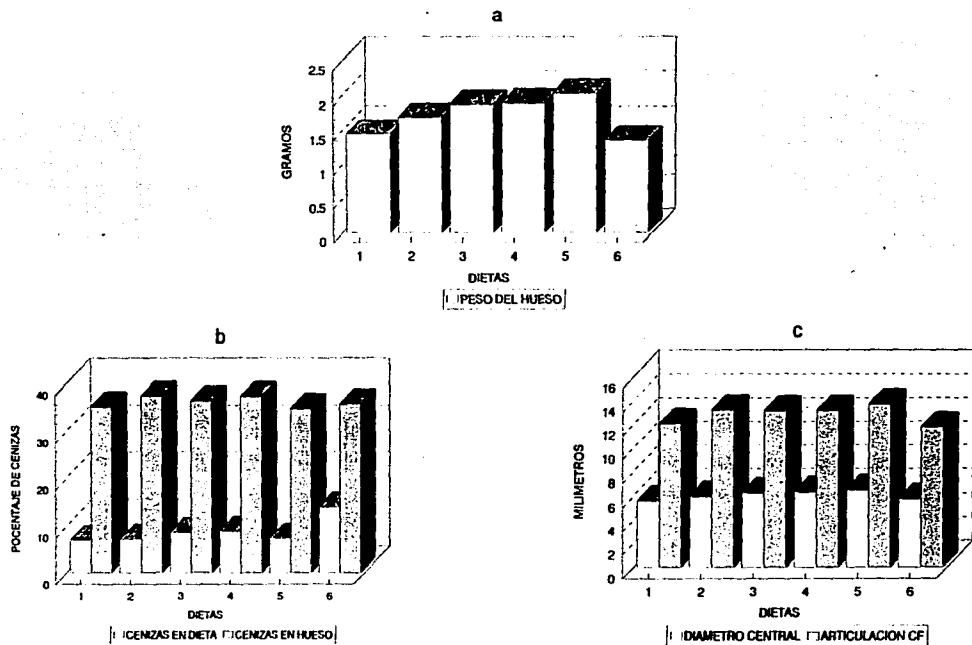 a
2.5
2
1.5
1
0.5
0
GRAMOS
1 2 3 4 5 6
DIETAS
PESO DEL HUESO
b
40
30
20
10
0
POCENTAJE DE CENIZAS
1 2 3 4 5 6
DIETAS
CENIZAS EN DIETA CENIZAS EN HUESO
c
16
14
12
10
8
6
4
2
0
MILIMETROS
1 2 3 4 5 6
DIETAS
DIAMETRO CENTRAL ARTICULACION CF